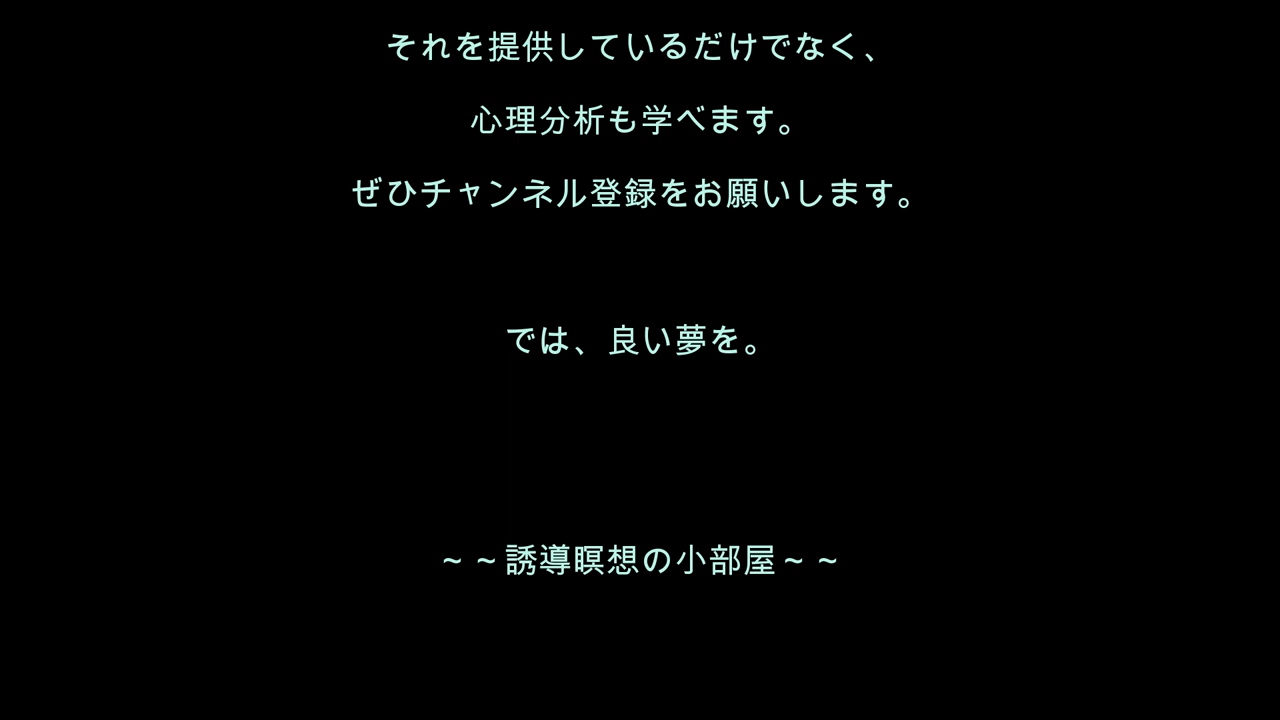 それを提供しているだけでなく、
心理分析も学べます。
ぜひチャンネル登録をお願いします。
では、良い夢を。
~ ~誘導瞑想の小部屋~ ~